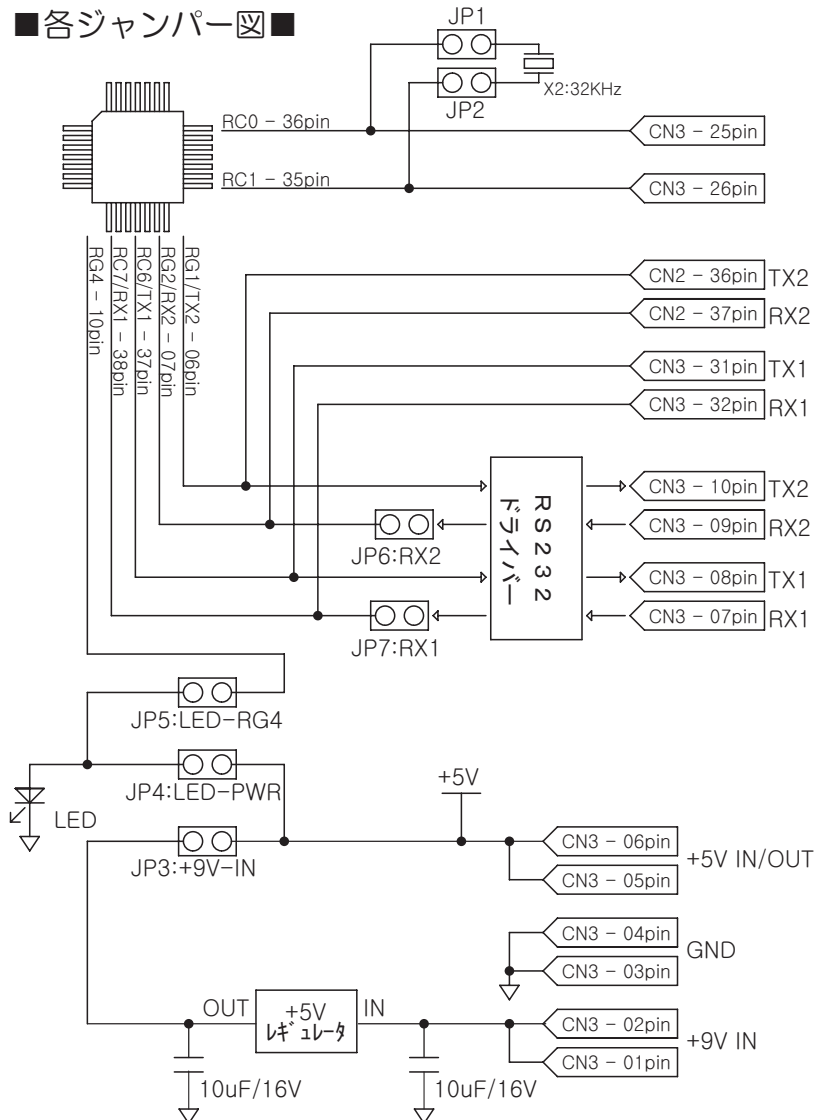 ■各ジャンパー図■
JP1
X2:32KHz
JP2
RC0 - 36pin
CN3 - 25pin
RC1 - 35pin
CN3 - 26pin
RG4 - 10pin
RC7/RX1 - 38pin
RC6/TX1 - 37pin
RG2/RX2 - 07pin
RG1/TX2 - 06pin
CN2 - 36pin TX2
CN2 - 37pin RX2
CN3 - 31pin TX1
CN3 - 32pin RX1
RS232
ドライバー
CN3 - 10pin TX2
CN3 - 09pin RX2
CN3 - 08pin TX1
CN3 - 07pin RX1
JP6:RX2
JP7:RX1
JP5:LED-RG4
JP4:LED-PWR
LED
JP3:+9V-IN
+5V
CN3 - 06pin
CN3 - 05pin
+5V IN/OUT
CN3 - 04pin
CN3 - 03pin
GND
OUT
+5V
ﾚｷﾞｭﾚｰﾀ
IN
CN3 - 02pin
CN3 - 01pin
+9V IN
10uF/16V
10uF/16V